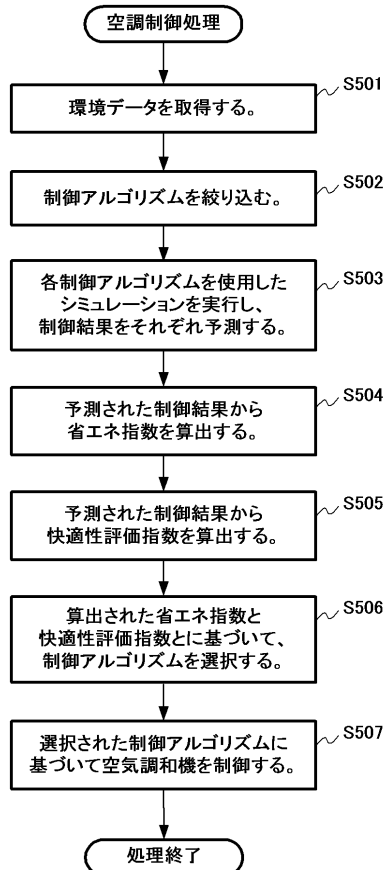 空調制御処理
S501
環境データを取得する。
S502
制御アルゴリズムを絞り込む。
S503
各制御アルゴリズムを使用した
シミュレーションを実行し、
制御結果をそれぞれ予測する。
S504
予測された制御結果から
省エネ指数を算出する。
S505
予測された制御結果から
快適性評価指数を算出する。
S506
算出された省エネ指数と
快適性評価指数とに基づいて、
制御アルゴリズムを選択する。
S507
選択された制御アルゴリズムに
基づいて空気調和機を制御する。
処理終了